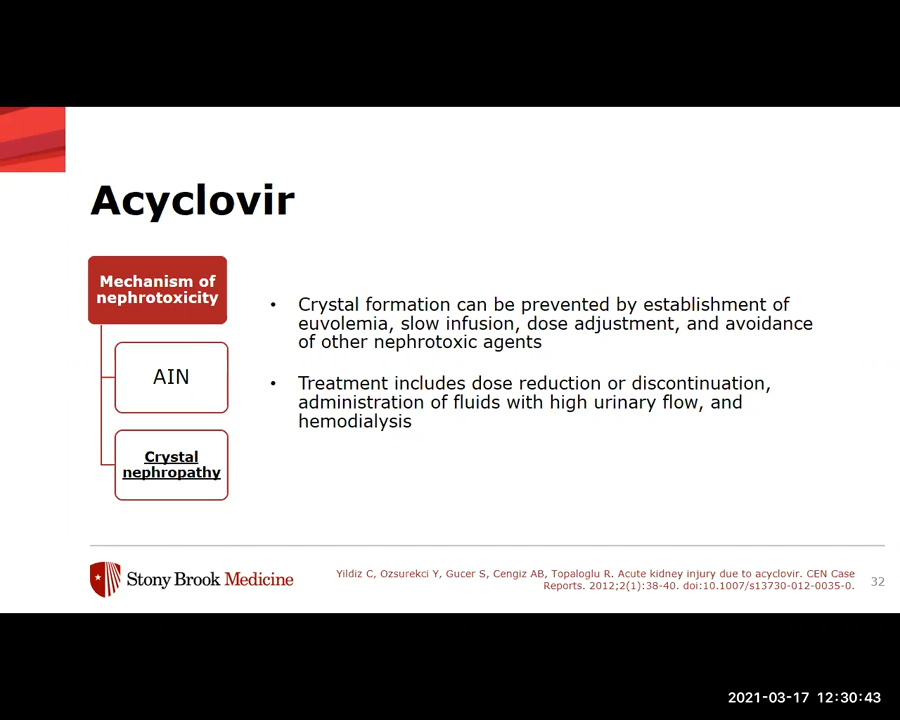 Acyclovir
Mechanism of
nephrotoxicity
AIN
Crystal
nephropathy
• Crystal formation can be prevented by establishment of
euvolemia, slow infusion, dose adjustment, and avoidance
of other nephrotoxic agents
• Treatment includes dose reduction or discontinuation,
administration of fluids with high urinary flow, and
hemodialysis
Stony Brook Medicine
Yildiz C, Ozsurekci Y, Gucer S, Cengiz AB, Topaloglu R. Acute kidney injury due to acyclovir. CEN Case
Reports. 2012;2(1):38-40. doi:10.1007/s13730-012-0035-0.
32
2021-03-17 12:30:43